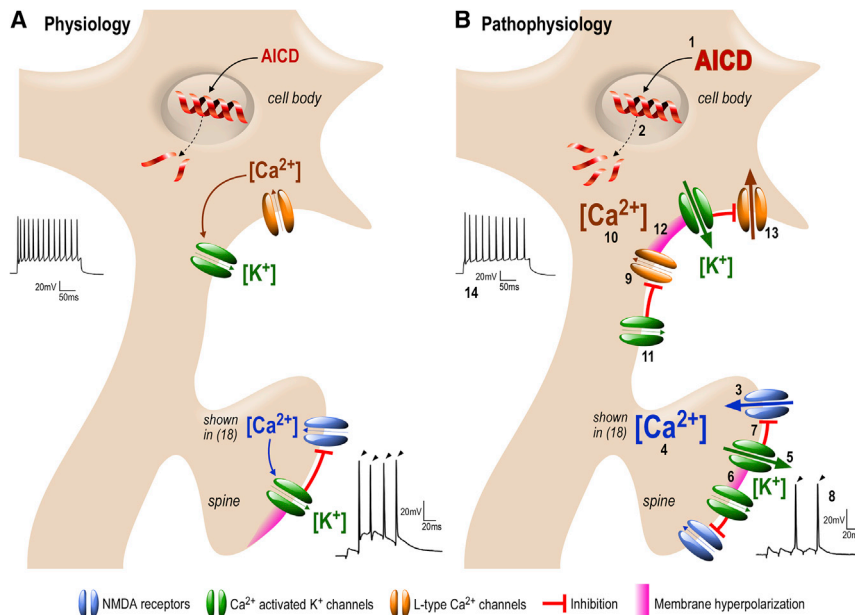 A Physiology
AICD
cell body
[Ca²⁺]
[K⁺]
20mV
50ms
shown
in (18)
[Ca²⁺]
spine
[K⁺]
20mV
20ms
B Pathophysiology
1
AICD
cell body
2
[Ca²⁺]
10
12
13
[K⁺]
9
20mV
50ms
14
11
3
shown
in (18)
[Ca²⁺]
4
7
5
6
[K⁺]
spine
8
20mV
20ms
NMDA receptors
Ca²⁺ activated K⁺ channels
L-type Ca²⁺ channels
Inhibition
Membrane hyperpolarization